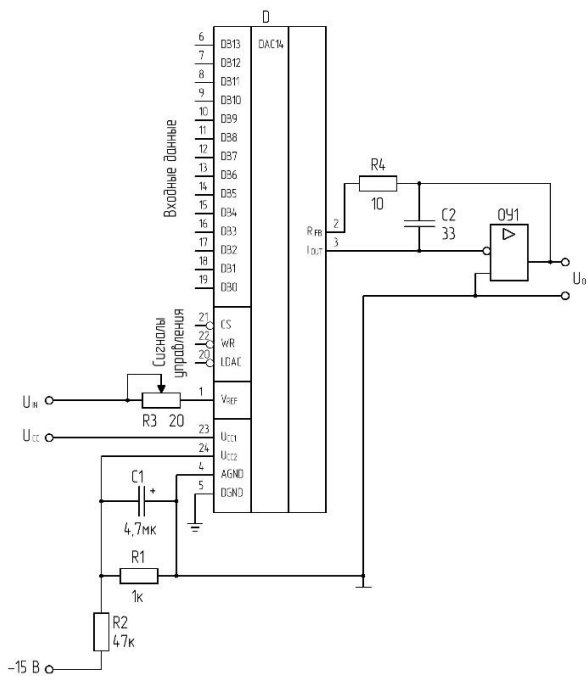 D
6 DB13 DAC14
7 DB12
8 DB11
9 DB10
10 DB9
11 DB8
12 DB7
13 DB6
14 DB5
15 DB4
16 DB3
17 DB2
18 DB1
19 DB0
Входные данные
R4
10
2 RFB
3 IOUT
C2
33
ОУ1
U0
21 CS
22 WR
20 LDAC
Сигналы
управления
UIN
R3 20
1 VREF
UCC
23 UCC1
24 UCC2
4 AGND
5 DGND
C1
+
4,7мк
R1
1к
R2
47к
-15 В